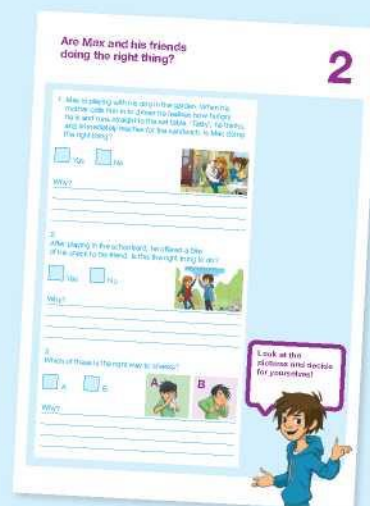 Are Max and his friends
doing the right thing?
2
1. Max is playing with his dog in the garden. When his
mother calls him in to dinner he realises how hungry
he is and runs straight to the set table. "Tasty", he thinks,
and immediately reaches for the sandwich. Is Max doing
the right thing?
Yes No
Why?
2.
After playing in the schoolyard, he offers a bite
of the snack to his friend. Is this the right thing to do?
Yes No
Why?
3.
Which of these is the right way to sneeze?
A B
A B
Why?
Look at the
pictures and decide
for yourselves!